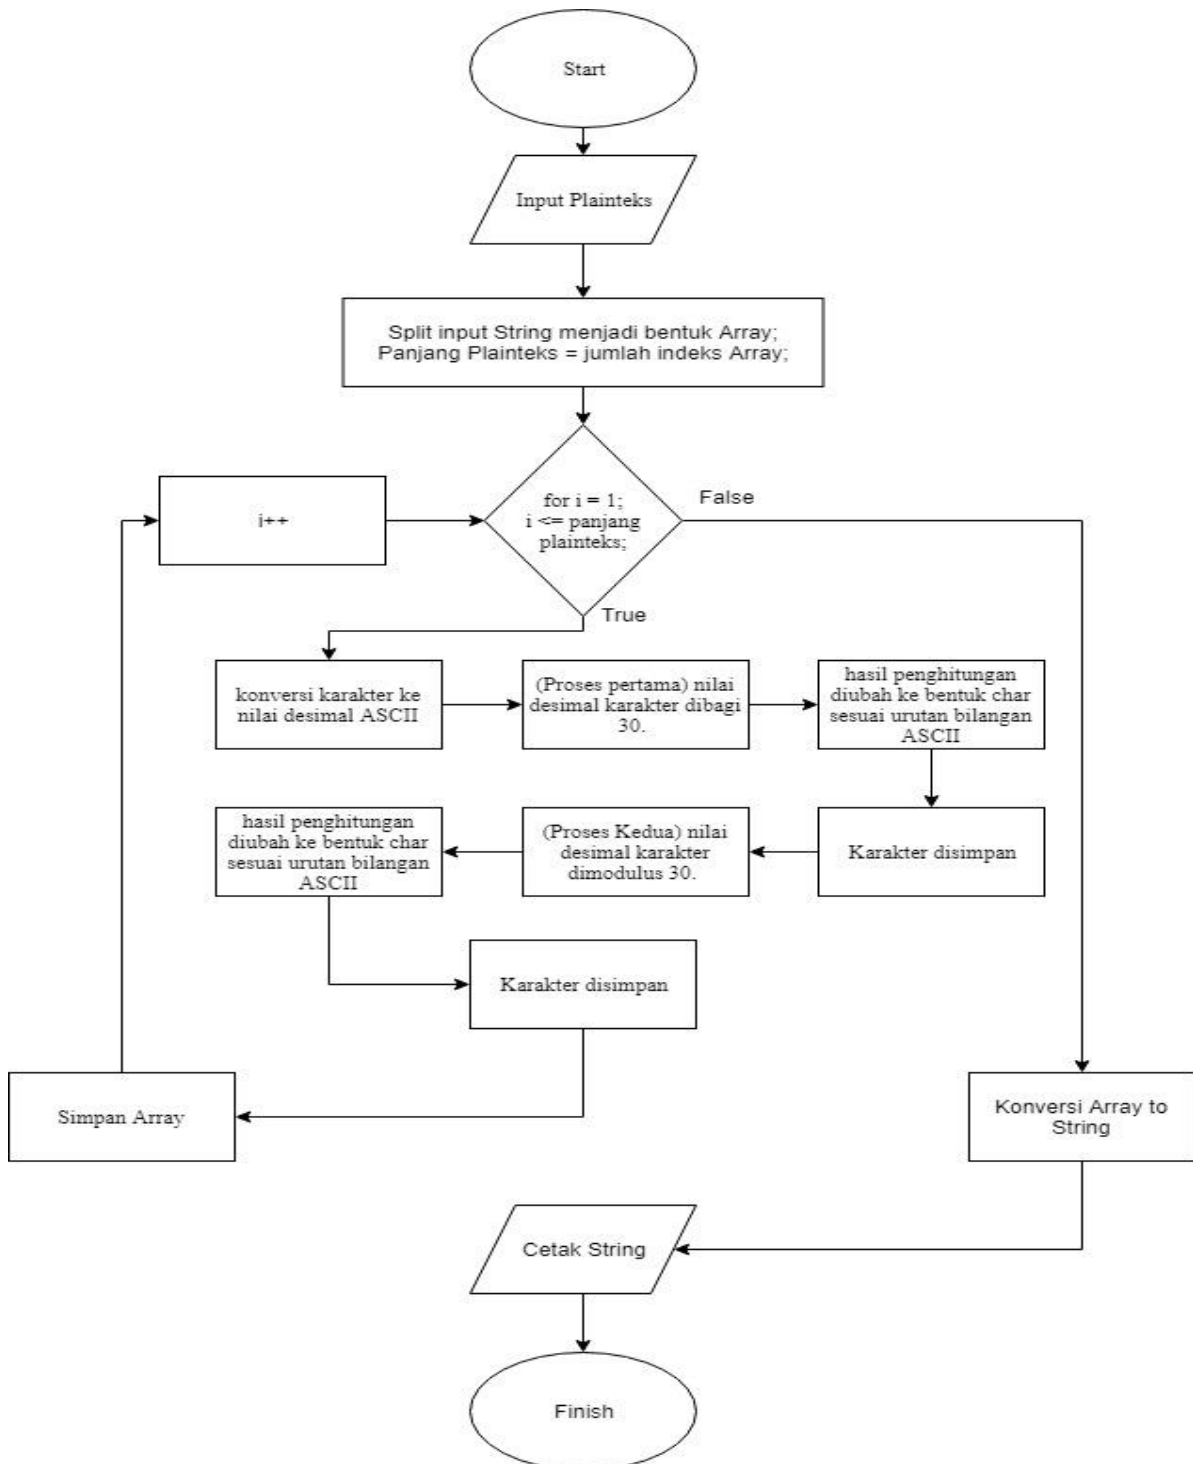 Start
Input Plainteks
Split input String menjadi bentuk Array;
Panjang Plainteks = jumlah indeks Array;
i++
for i = 1;
i <= panjang
plainteks;
False
True
konversi karakter ke
nilai desimal ASCII
(Proses pertama) nilai
desimal karakter dibagi
30.
hasil penghitungan
diubah ke bentuk char
sesuai urutan bilangan
ASCII
Karakter disimpan
(Proses Kedua) nilai
desimal karakter
dimodulus 30.
hasil penghitungan
diubah ke bentuk char
sesuai urutan bilangan
ASCII
Karakter disimpan
Simpan Array
Konversi Array to
String
Cetak String
Finish